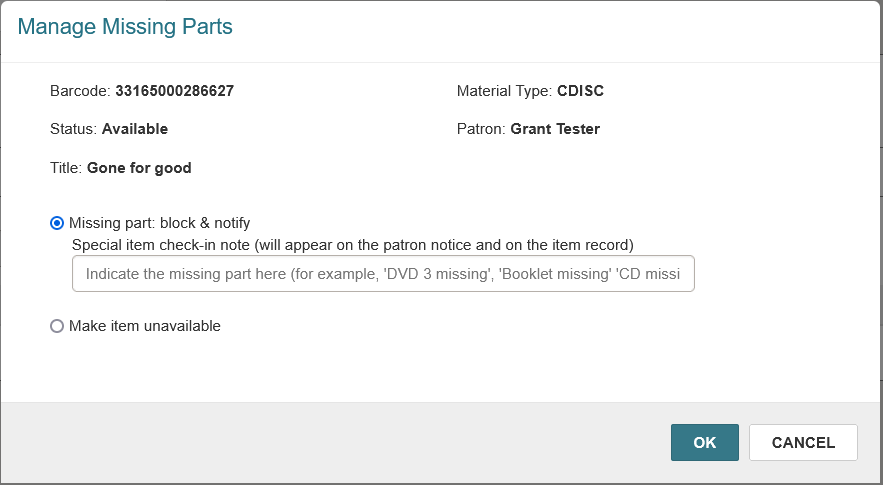 Manage Missing Parts
Barcode: 33165000286627
Material Type: CDISC
Status: Available
Patron: Grant Tester
Title: Gone for good
Missing part: block & notify
Special item check-in note (will appear on the patron notice and on the item record)
Indicate the missing part here (for example, 'DVD 3 missing', 'Booklet missing' 'CD missi
Make item unavailable
OK
CANCEL